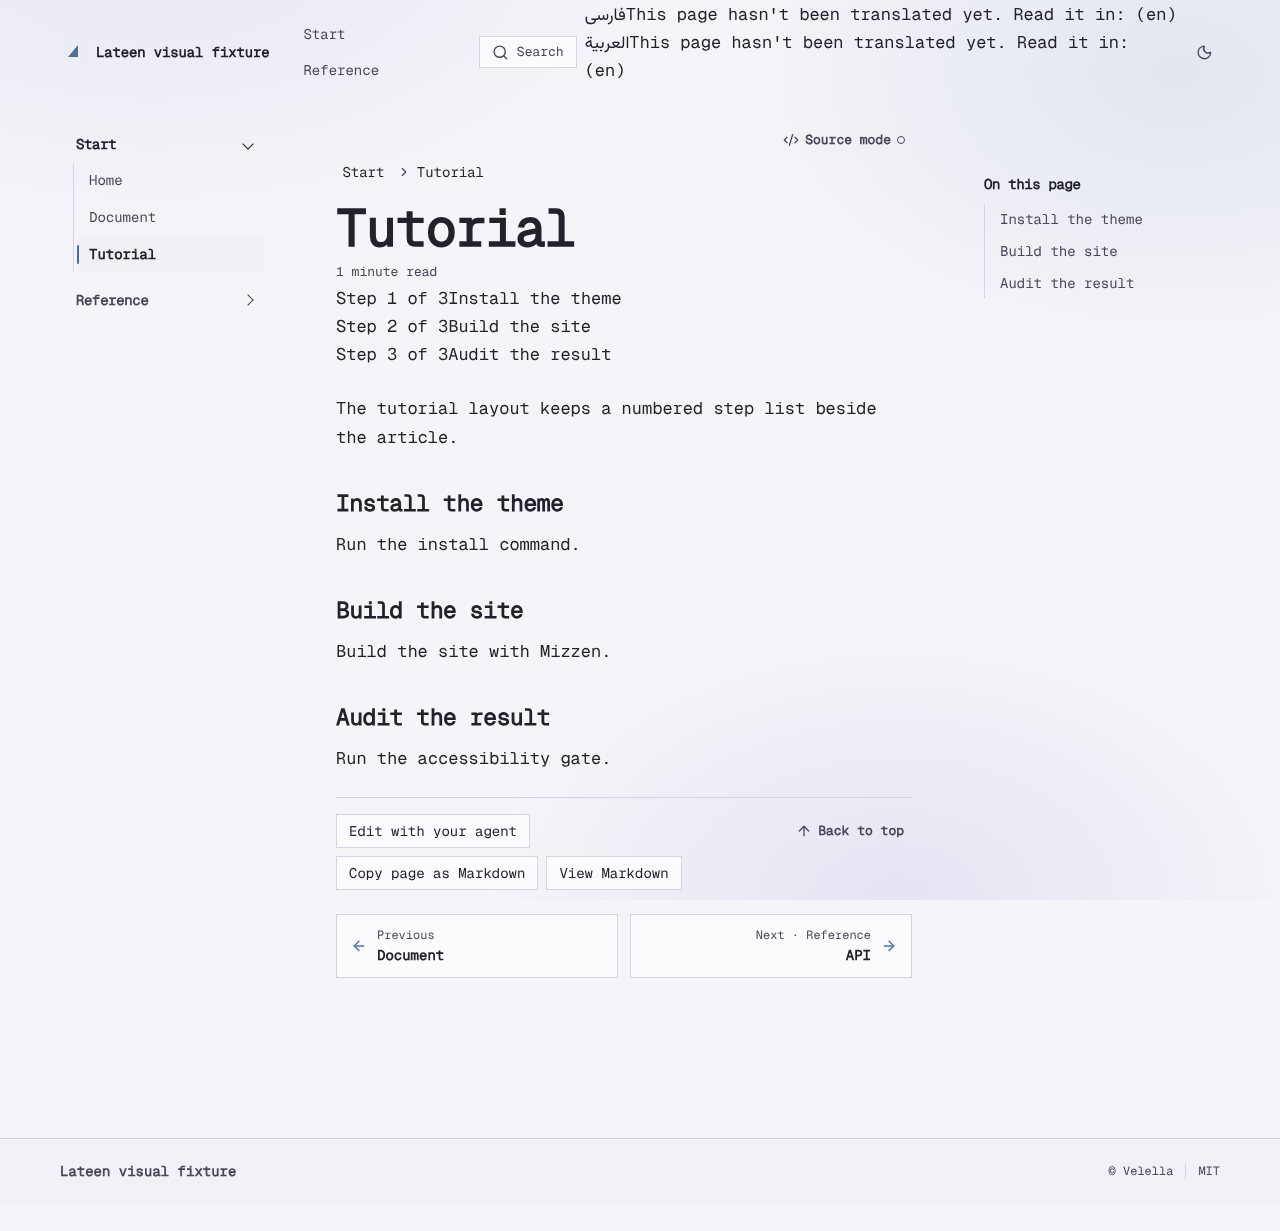 Lateen visual fixture
Start
Reference
Search
فارسیThis page hasn't been translated yet. Read it in: (en)
العربيةThis page hasn't been translated yet. Read it in:
(en)
Start
Home
Document
Tutorial
Reference
Source mode
Start > Tutorial
Tutorial
1 minute read
Step 1 of 3Install the theme
Step 2 of 3Build the site
Step 3 of 3Audit the result
The tutorial layout keeps a numbered step list beside
the article.
Install the theme
Run the install command.
Build the site
Build the site with Mizzen.
Audit the result
Run the accessibility gate.
Edit with your agent
Back to top
Copy page as Markdown
View Markdown
Previous
Document
Next · Reference
API
On this page
Install the theme
Build the site
Audit the result
Lateen visual fixture
© Velella
MIT